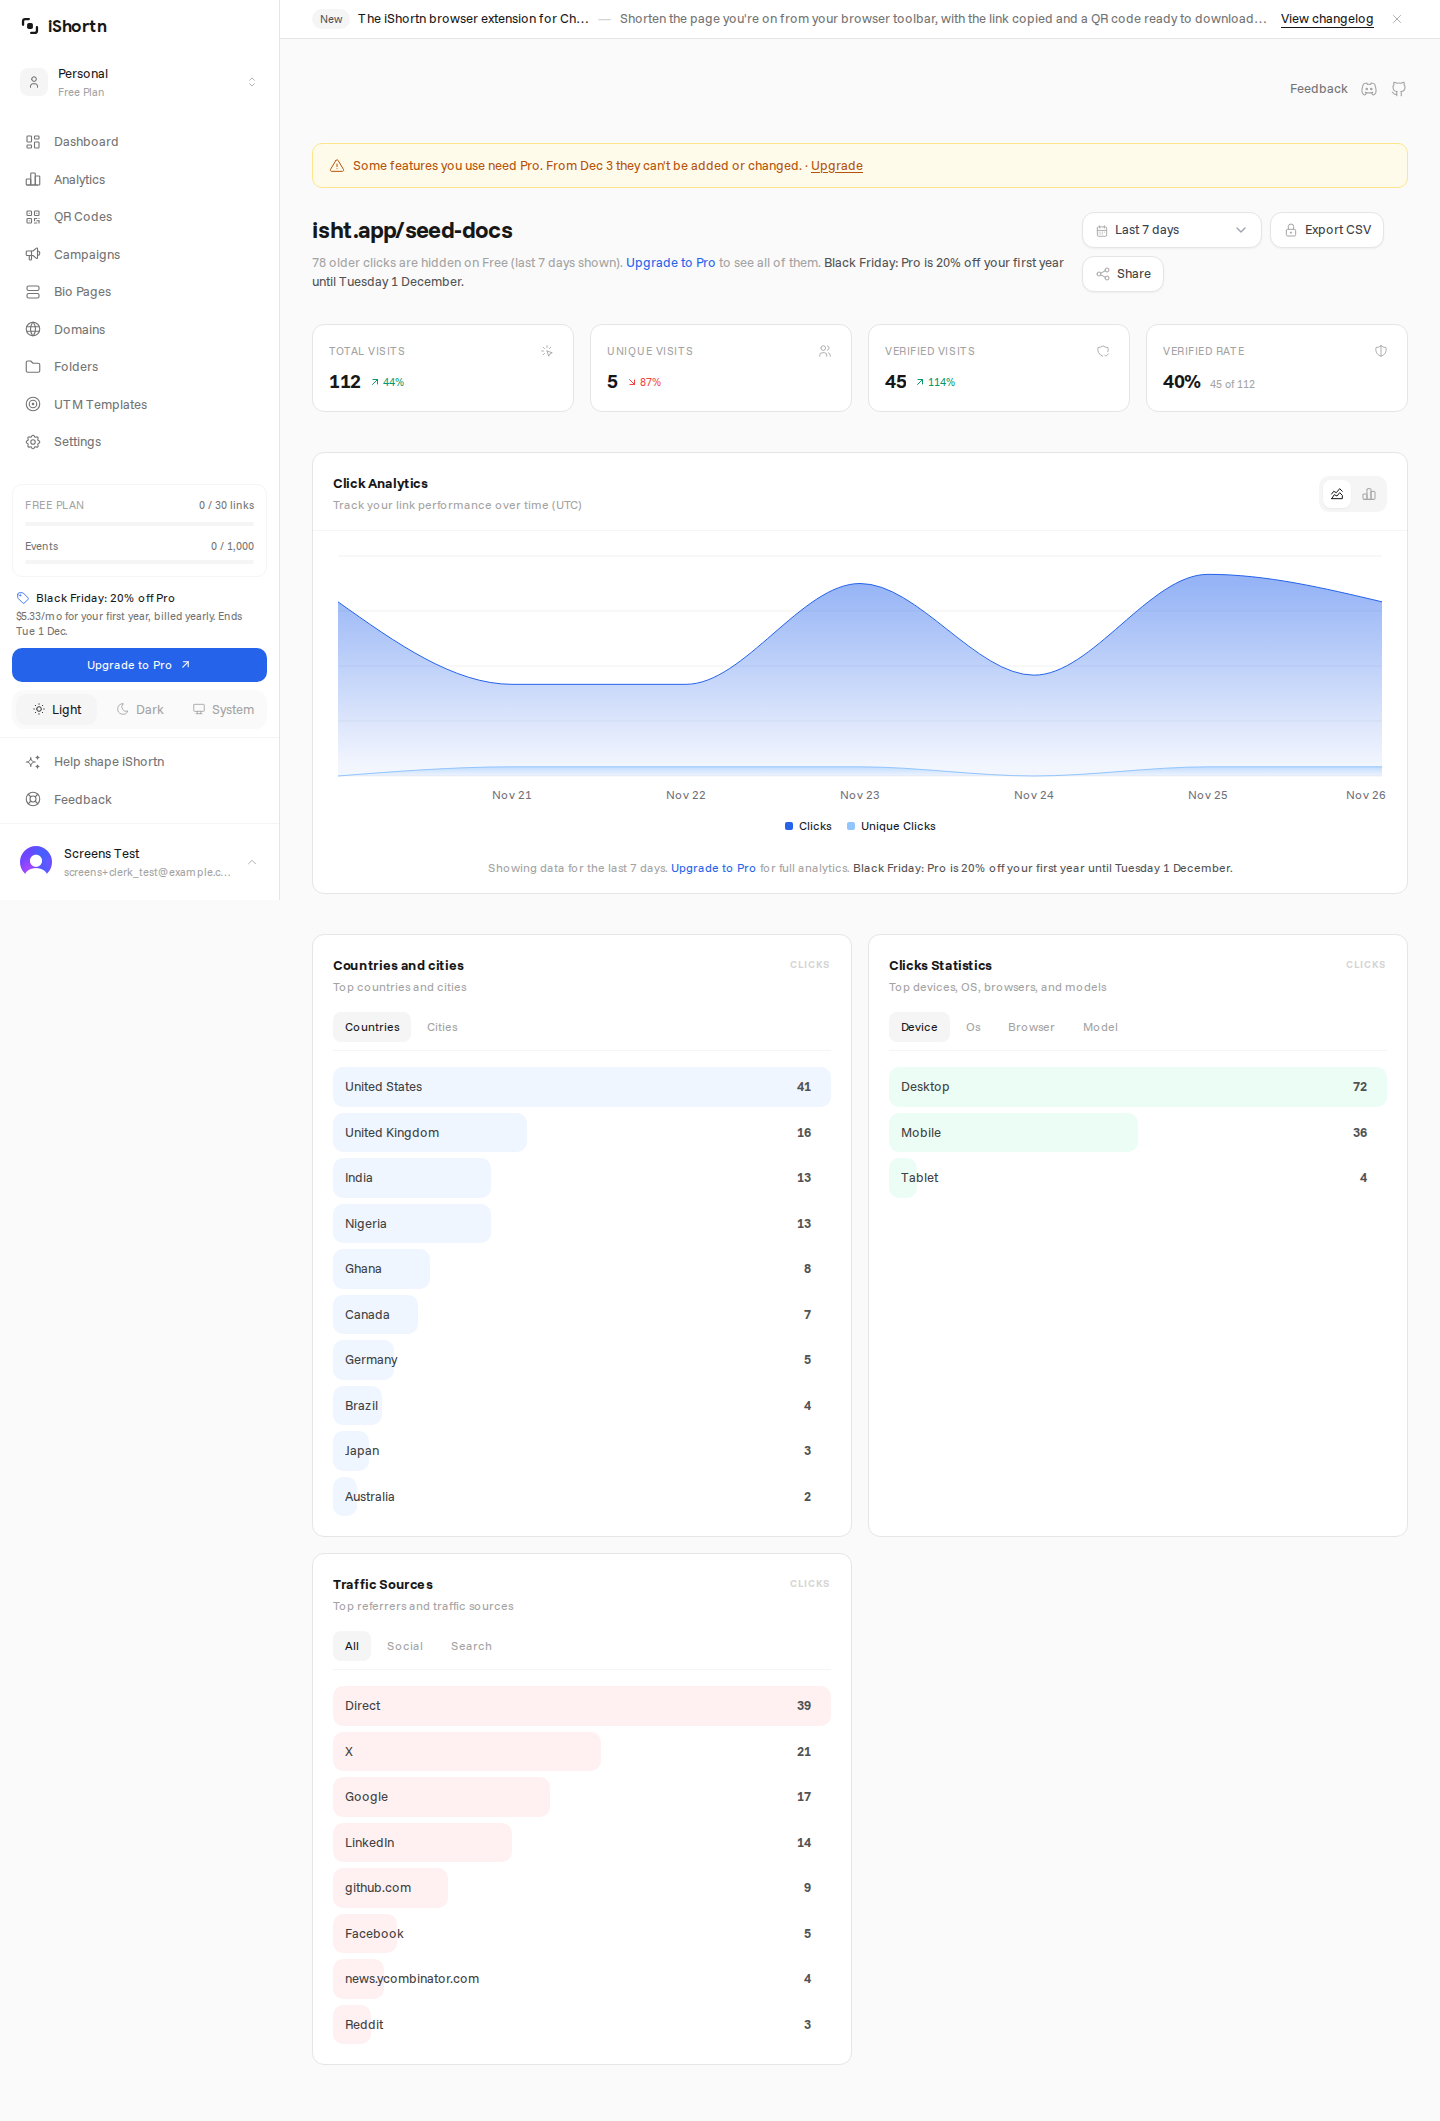 iShortn
Personal
Free Plan
Dashboard
Analytics
QR Codes
Campaigns
Bio Pages
Domains
Folders
UTM Templates
Settings
FREE PLAN 0 / 30 links
Events 0 / 1,000
Black Friday: 20% off Pro
$5.33/mo for your first year, billed yearly. Ends
Tue 1 Dec.
Upgrade to Pro
Light Dark System
Help shape iShortn
Feedback
Screens Test
screens+clerk_test@example.c...
New The iShortn browser extension for Ch... — Shorten the page you're on from your browser toolbar, with the link copied and a QR code ready to download... View changelog
Feedback
Some features you use need Pro. From Dec 3 they can't be added or changed. · Upgrade
isht.app/seed-docs
78 older clicks are hidden on Free (last 7 days shown). Upgrade to Pro to see all of them. Black Friday: Pro is 20% off your first year
until Tuesday 1 December.
Last 7 days
Export CSV
Share
TOTAL VISITS
112 44%
UNIQUE VISITS
5 87%
VERIFIED VISITS
45 114%
VERIFIED RATE
40% 45 of 112
Click Analytics
Track your link performance over time (UTC)
Nov 21 Nov 22 Nov 23 Nov 24 Nov 25 Nov 26
Clicks Unique Clicks
Showing data for the last 7 days. Upgrade to Pro for full analytics. Black Friday: Pro is 20% off your first year until Tuesday 1 December.
Countries and cities CLICKS
Top countries and cities
Countries Cities
United States 41
United Kingdom 16
India 13
Nigeria 13
Ghana 8
Canada 7
Germany 5
Brazil 4
Japan 3
Australia 2
Clicks Statistics CLICKS
Top devices, OS, browsers, and models
Device Os Browser Model
Desktop 72
Mobile 36
Tablet 4
Traffic Sources CLICKS
Top referrers and traffic sources
All Social Search
Direct 39
X 21
Google 17
LinkedIn 14
github.com 9
Facebook 5
news.ycombinator.com 4
Reddit 3